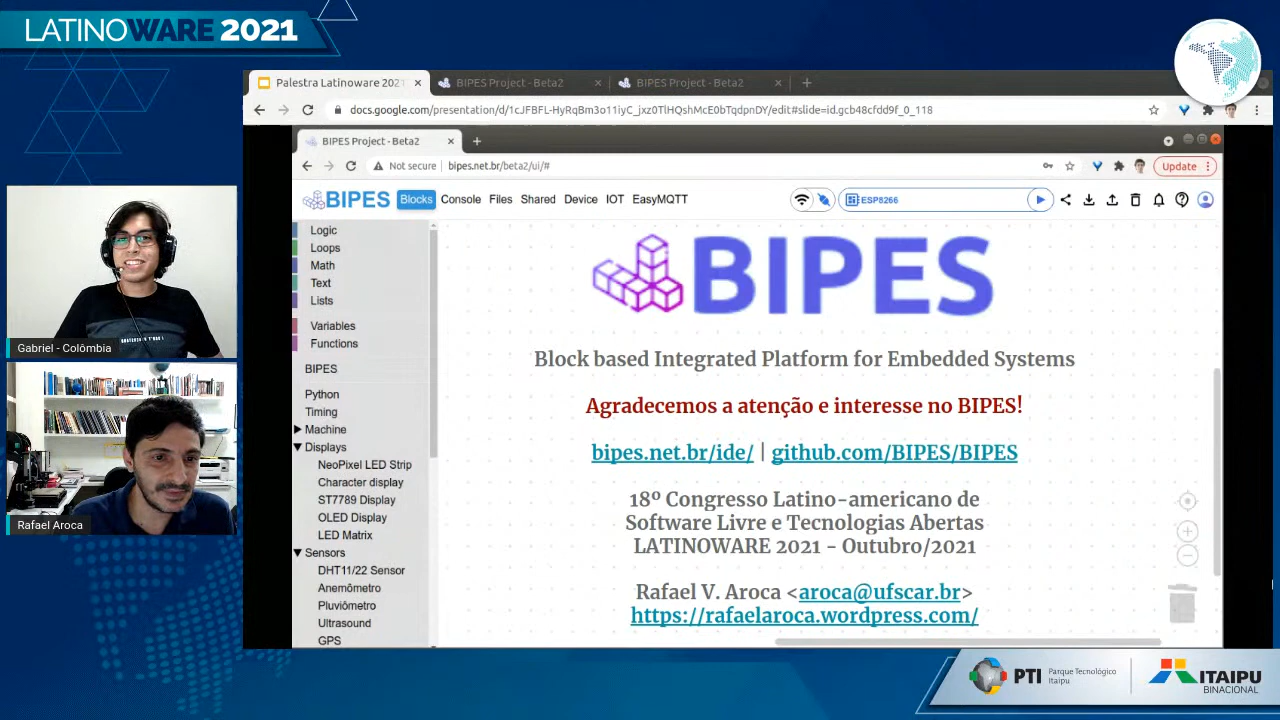 LATINOWARE 2021
Palestra Latinoware 2021
BIPES Project - Beta2
BIPES Project - Beta2
docs.google.com/presentation/d/1cJFBFL-HyRqBm3o11iyC_jxz0TlHQshMcE0bTqdpnDY/edit#slide=id.gcb48cfdd9f_0_118
BIPES Project - Beta2
Not secure
bipes.net.br/beta2/ui/#
Update
BIPES
Blocks Console Files Shared Device IOT EasyMQTT
ESP8266
Logic
Loops
Math
Text
Lists
Variables
Functions
BIPES
Python
Timing
Machine
Displays
NeoPixel LED Strip
Character display
ST7789 Display
OLED Display
LED Matrix
Sensors
DHT11/22 Sensor
Anemômetro
Pluviômetro
Ultrasound
GPS
BIPES
Block based Integrated Platform for Embedded Systems
Agradecemos a atenção e interesse no BIPES!
bipes.net.br/ide/ | github.com/BIPES/BIPES
18º Congresso Latino-americano de
Software Livre e Tecnologias Abertas
LATINOWARE 2021 - Outubro/2021
Rafael V. Aroca <aroca@ufscar.br>
https://rafaelaroca.wordpress.com/
Gabriel - Colômbia
Rafael Aroca
PTI
Parque Tecnológico
Itaipu
ITAIPU
BINACIONAL